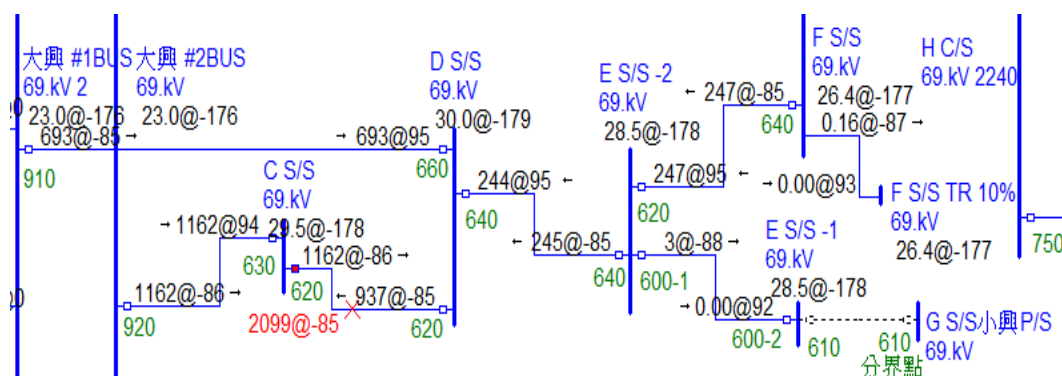 大興 #1BUS
69.kV 2
23.0@-176
693@-85 →
910
大興 #2BUS
69.kV
23.0@-176
→ 693@95
D S/S
69.kV
30.0@-179
660
C S/S
69.kV
29.5@-178
→ 1162@94
630
1162@-86 →
620
1162@-86 →
920
2099@-85
← 937@-85
620
640
244@95 ←
E S/S -2
69.kV
28.5@-178
← 245@-85
640
← 247@-85
247@95 ←
620
3@-88 →
600-1
→ 0.00@92
600-2
F S/S
69.kV
26.4@-177
640
0.16@-87 →
→ 0.00@93
F S/S TR 10%
69.kV
26.4@-177
E S/S -1
69.kV
28.5@-178
610
610
分界點
G S/S小興P/S
69.kV
H C/S
69.kV 2240
750